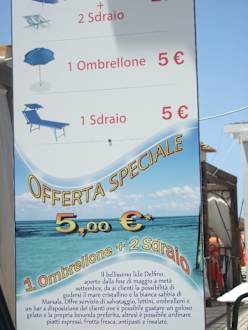 +
2 Sdraio
1 Ombrellone 5 €
1 Sdraio 5 €
OFFERTA SPECIALE
5,00 €*
1 Ombrellone + 2 Sdraio
Il bellissimo lido Delfino,
aperto dalla fine di maggio a metà
settembre, da ai clienti la possibilità di
godersi il mare cristallino e la bianca sabbia di
Marsala. Offre servizio di salvataggio, lettini, ombrelloni e
un bar a disposizione dei clienti dove è possibile gustare un goloso
gelato o la propria bevanda preferita, altresì è possibile ordinare
piatti espressi, frutta fresca, antipasti e insalate.